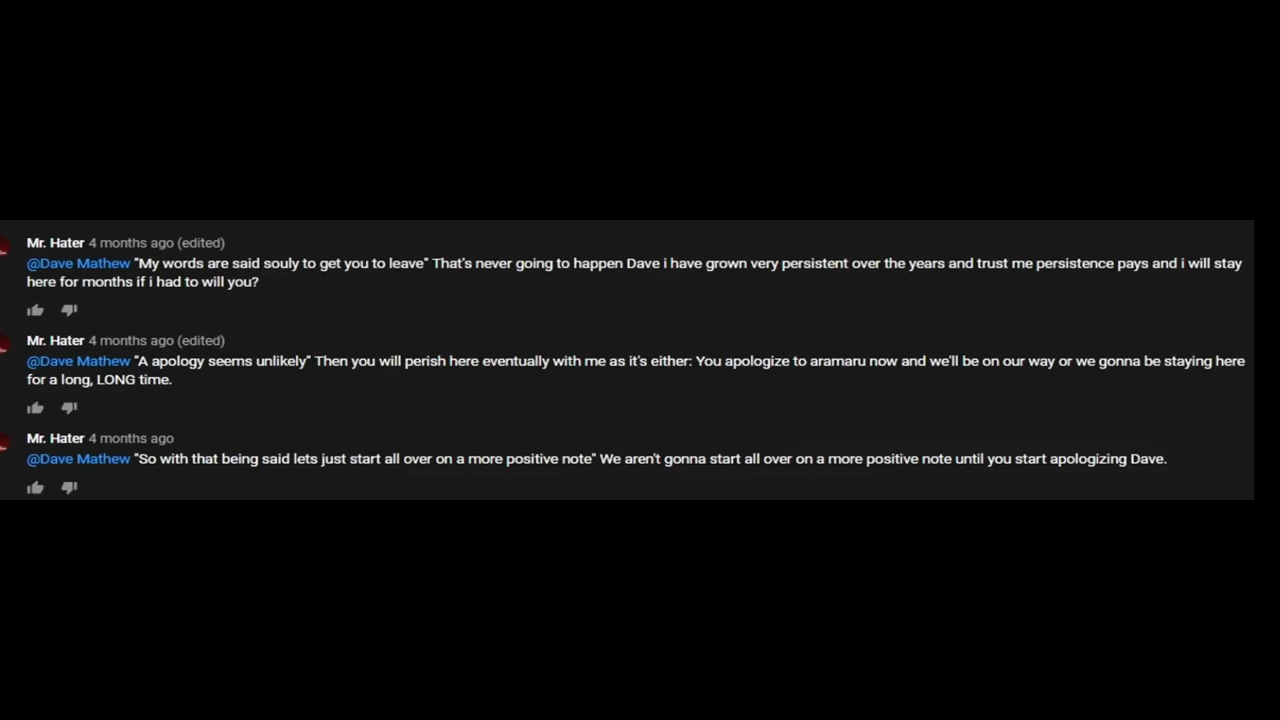 Mr. Hater 4 months ago (edited)
@Dave Mathew "My words are said souly to get you to leave" That's never going to happen Dave i have grown very persistent over the years and trust me persistence pays and i will stay
here for months if i had to will you?
Mr. Hater 4 months ago (edited)
@Dave Mathew "A apology seems unlikely" Then you will perish here eventually with me as it's either: You apologize to aramaru now and we'll be on our way or we gonna be staying here
for a long, LONG time.
Mr. Hater 4 months ago
@Dave Mathew "So with that being said lets just start all over on a more positive note" We aren't gonna start all over on a more positive note until you start apologizing Dave.